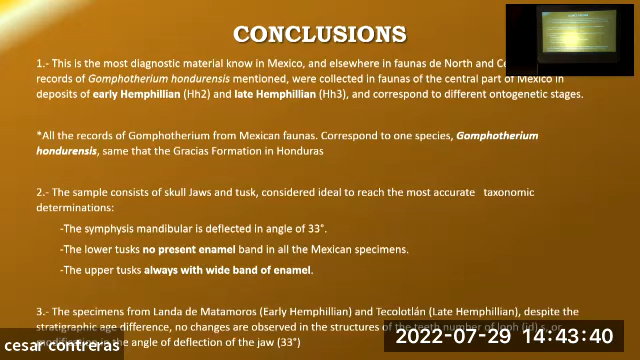 CONCLUSIONS
1.- This is the most diagnostic material know in Mexico, and elsewhere in faunas de North and Ce
records of Gomphotherium hondurensis mentioned, were collected in faunas of the central part of Mexico in
deposits of early Hemphillian (Hh2) and late Hemphillian (Hh3), and correspond to different ontogenetic stages.
*All the records of Gomphotherium from Mexican faunas. Correspond to one species, Gomphotherium
hondurensis, same that the Gracias Formation in Honduras
2.- The sample consists of skull Jaws and tusk, considered ideal to reach the most accurate taxonomic
determinations:
-The symphysis mandibular is deflected in angle of 33°.
-The lower tusks no present enamel band in all the Mexican specimens.
-The upper tusks always with wide band of enamel.
3.- The specimens from Landa de Matamoros (Early Hemphillian) and Tecolotlán (Late Hemphillian), despite the
stratigraphic age difference, no changes are observed in the structures of the teeth number of loph (id) s, or
the angle of deflection of the jaw (33°)
cesar contreras
2022-07-29 14:43:40